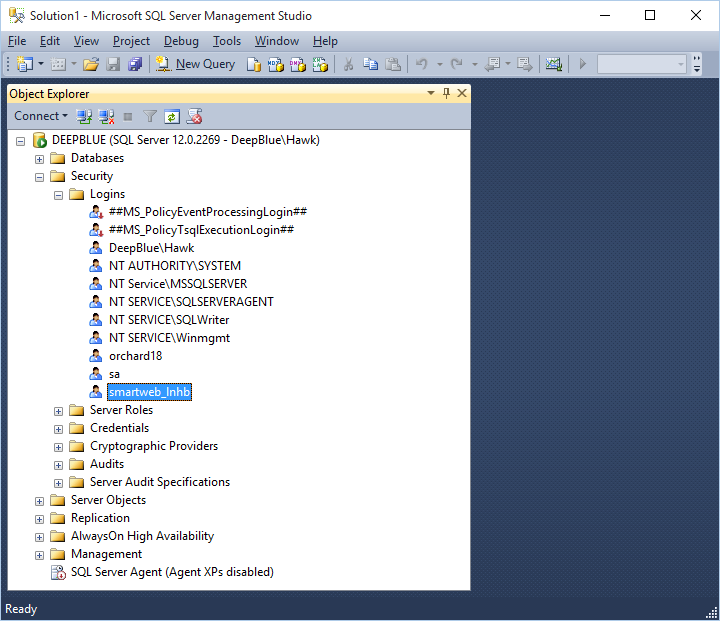 Solution1 - Microsoft SQL Server Management Studio
File Edit View Project Debug Tools Window Help
New Query
Object Explorer
Connect
DEEPBLUE (SQL Server 12.0.2269 - DeepBlue\Hawk)
Databases
Security
Logins
##MS_PolicyEventProcessingLogin##
##MS_PolicyTsqlExecutionLogin##
DeepBlue\Hawk
NT AUTHORITY\SYSTEM
NT Service\MSSQLSERVER
NT SERVICE\SQLSERVERAGENT
NT SERVICE\SQLWriter
NT SERVICE\Winmgmt
orchard18
sa
smartweb_lnhb
Server Roles
Credentials
Cryptographic Providers
Audits
Server Audit Specifications
Server Objects
Replication
AlwaysOn High Availability
Management
SQL Server Agent (Agent XPs disabled)
Ready